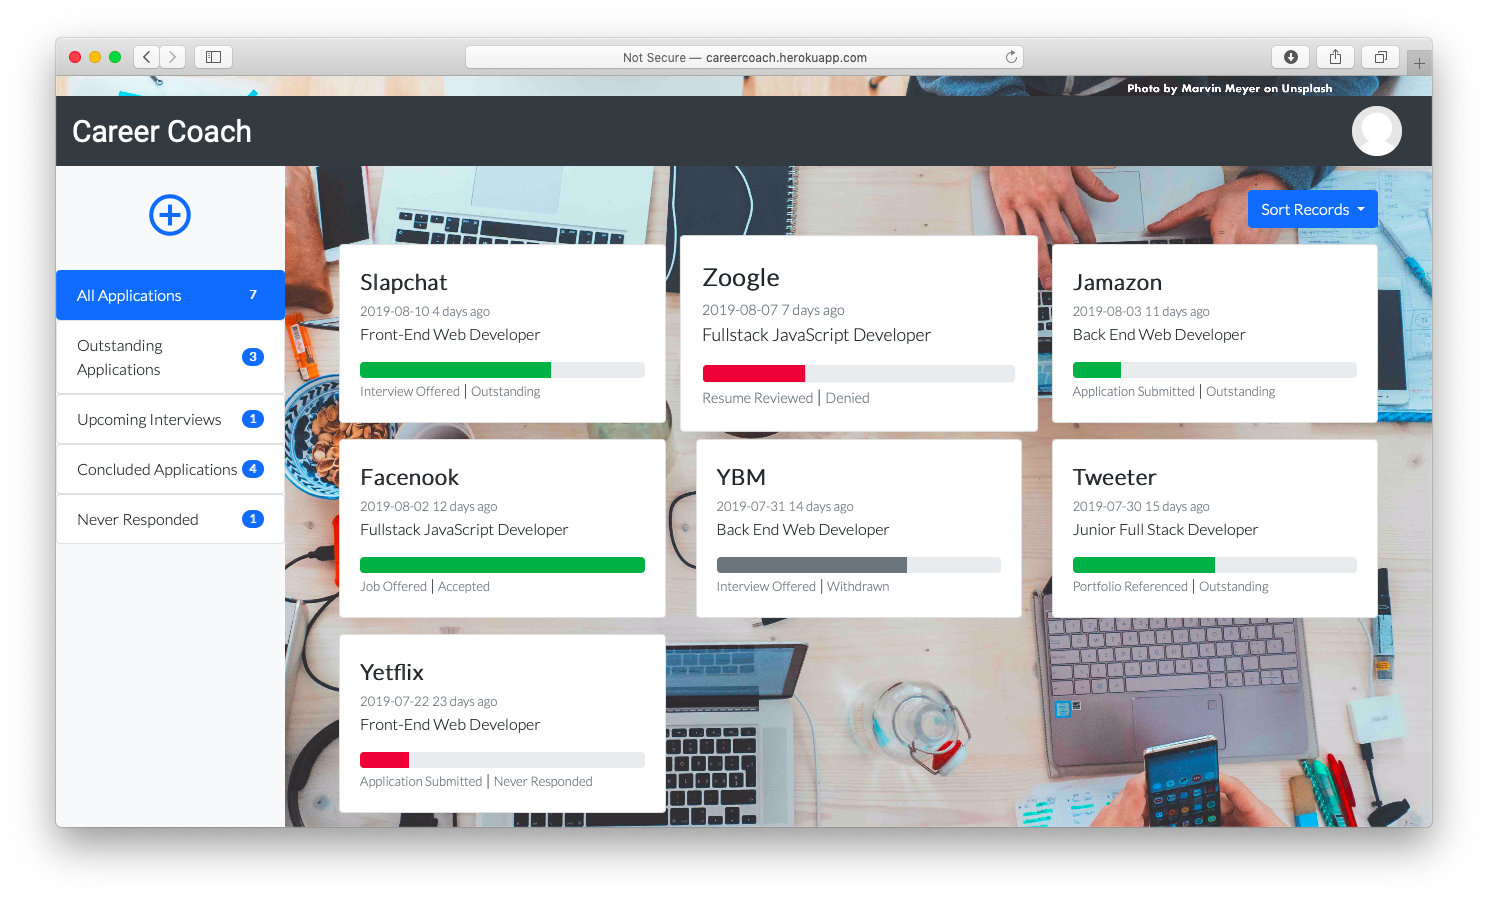 Not Secure — careercoach.herokuapp.com
Photo by Marvin Meyer on Unsplash
Career Coach
Sort Records
All Applications 7
Outstanding
Applications 3
Upcoming Interviews 1
Concluded Applications 4
Never Responded 1
Slapchat
2019-08-10 4 days ago
Front-End Web Developer
Interview Offered | Outstanding
Zoogle
2019-08-07 7 days ago
Fullstack JavaScript Developer
Resume Reviewed | Denied
Jamazon
2019-08-03 11 days ago
Back End Web Developer
Application Submitted | Outstanding
Facenook
2019-08-02 12 days ago
Fullstack JavaScript Developer
Job Offered | Accepted
YBM
2019-07-31 14 days ago
Back End Web Developer
Interview Offered | Withdrawn
Tweeter
2019-07-30 15 days ago
Junior Full Stack Developer
Portfolio Referenced | Outstanding
Yetflix
2019-07-22 23 days ago
Front-End Web Developer
Application Submitted | Never Responded